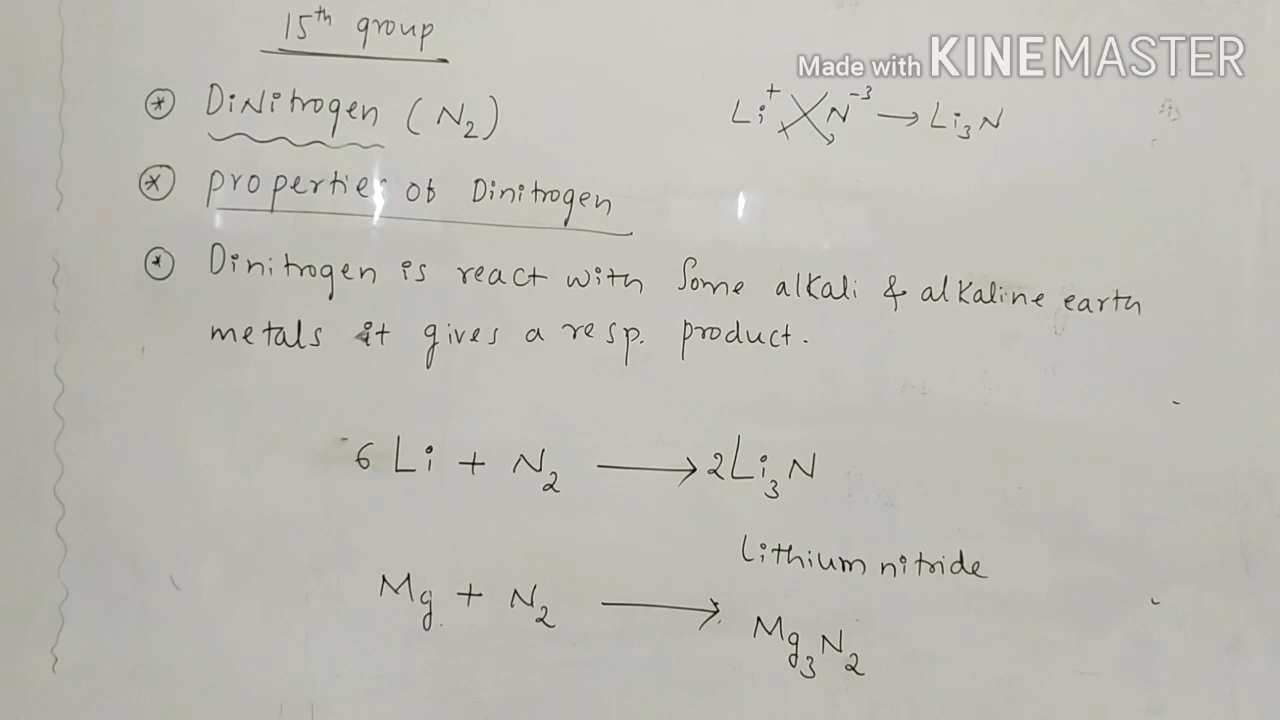 15th group
Made with KINEMASTER
⊛ DiNitrogen (N₂)
Li⁺ N⁻³ → Li₃N
⊛ properties of Dinitrogen
⊛ Dinitrogen is react with Some alkali & alkaline earth
metals it gives a resp. product.
6 Li + N₂ → 2Li₃N
Lithium nitride
Mg + N₂ → Mg₃N₂